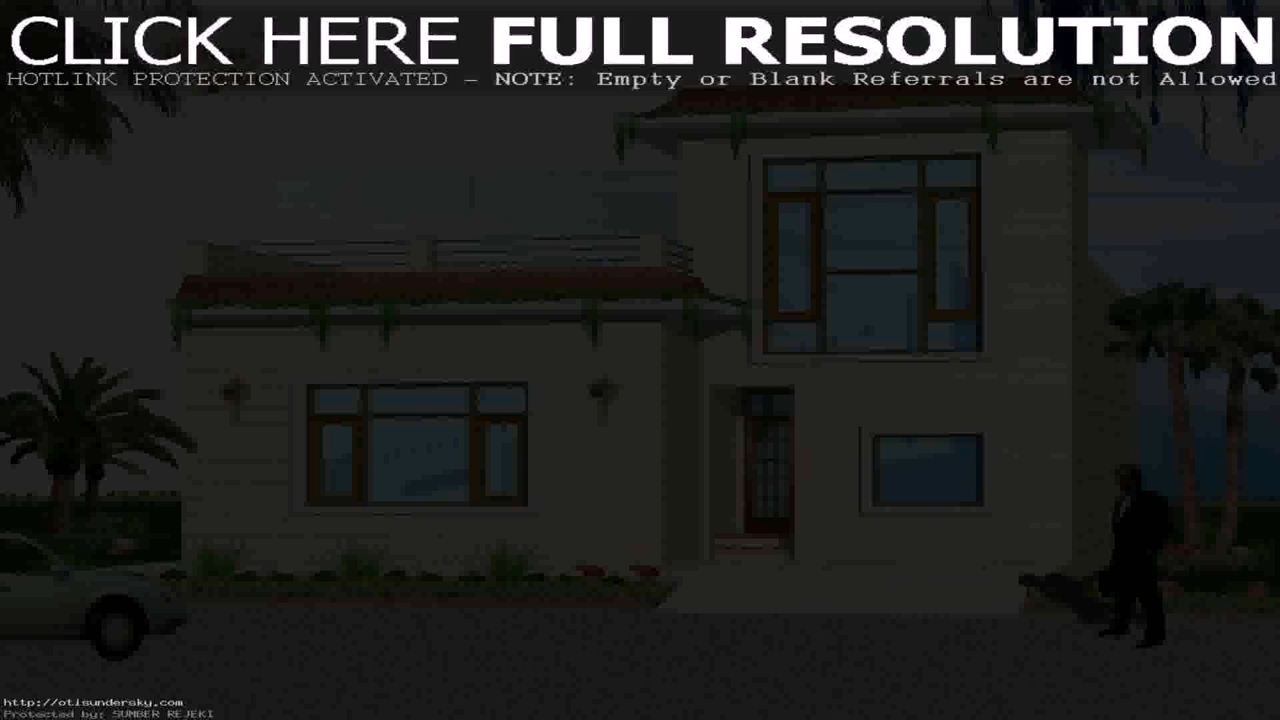 CLICK HERE FULL RESOLUTION
HOTLINK PROTECTION ACTIVATED – NOTE: Empty or Blank Referrals are not Allowed
http://otlsundersky.com
Protected by: SUMBER REJEKI